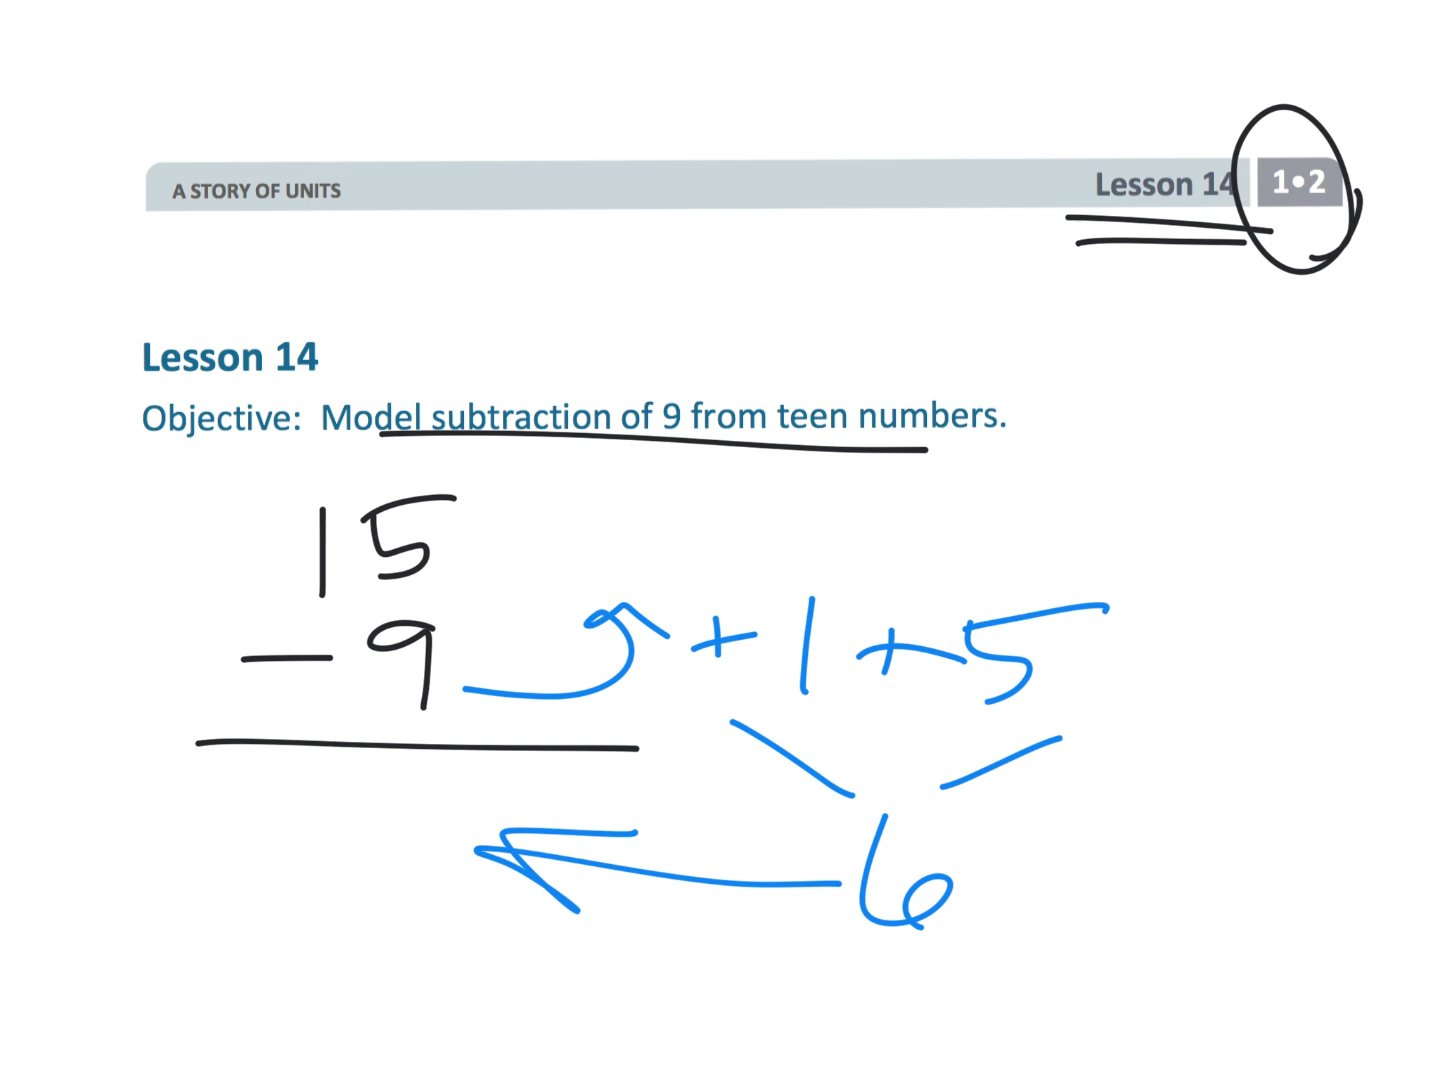 A STORY OF UNITS Lesson 14 1•2
Lesson 14
Objective: Model subtraction of 9 from teen numbers.
15
- 9 + 1 + 5
6